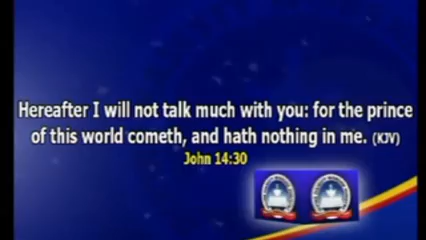 Hereafter I will not talk much with you: for the prince
of this world cometh, and hath nothing in me. (KJV)
John 14:30